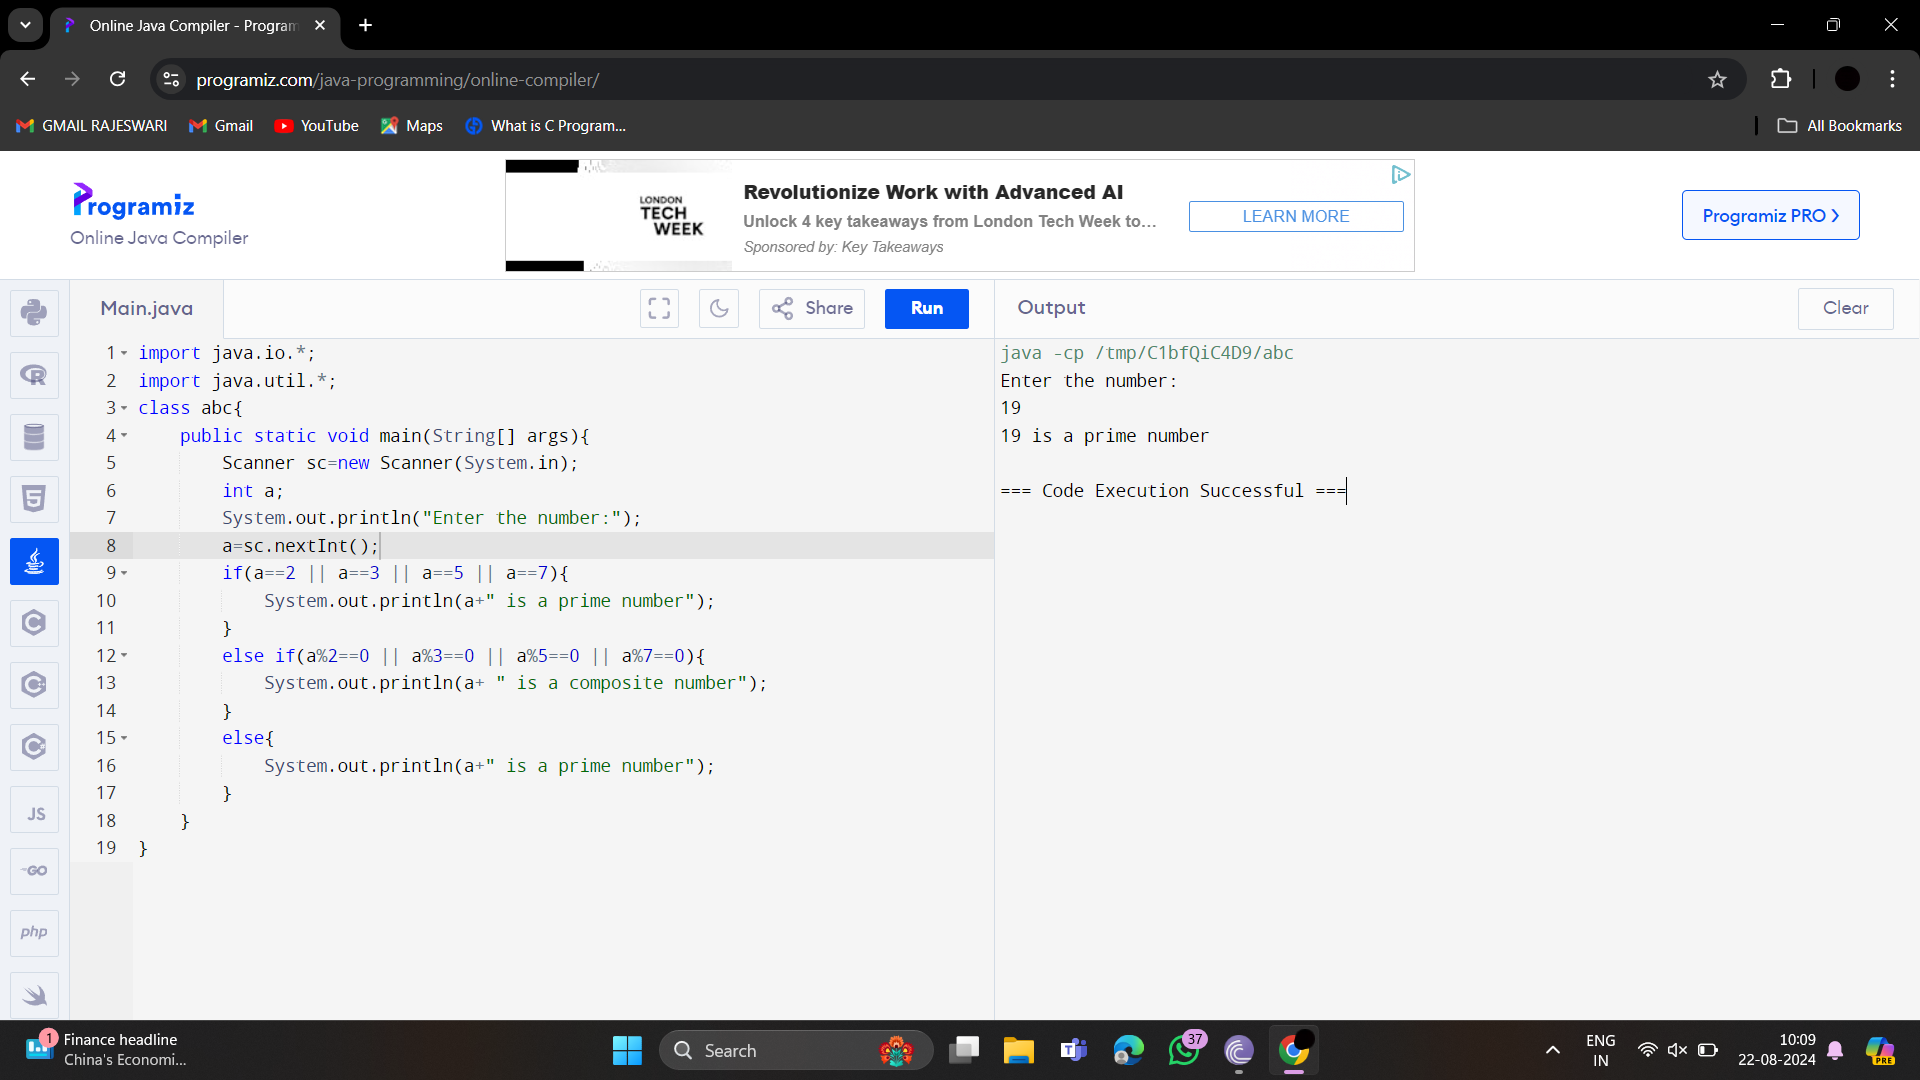 Online Java Compiler - Program
programiz.com/java-programming/online-compiler/
GMAIL RAJESWARI
Gmail
YouTube
Maps
What is C Program...
All Bookmarks
Programiz
Online Java Compiler
LONDON
TECH
WEEK
Revolutionize Work with Advanced AI
Unlock 4 key takeaways from London Tech Week to...
Sponsored by: Key Takeaways
LEARN MORE
Programiz PRO >
Main.java
Share
Run
Output
Clear
1 import java.io.*;
2 import java.util.*;
3 class abc{
4 public static void main(String[] args){
5 Scanner sc=new Scanner(System.in);
6 int a;
7 System.out.println("Enter the number:");
8 a=sc.nextInt();
9 if(a==2 || a==3 || a==5 || a==7){
10 System.out.println(a+" is a prime number");
11 }
12 else if(a%2==0 || a%3==0 || a%5==0 || a%7==0){
13 System.out.println(a+ " is a composite number");
14 }
15 else{
16 System.out.println(a+" is a prime number");
17 }
18 }
19 }
java -cp /tmp/C1bfQiC4D9/abc
Enter the number:
19
19 is a prime number
=== Code Execution Successful ===
R
5
C
C
C
JS
GO
php
1
Finance headline
China's Economi...
Search
37
ENG
IN
10:09
22-08-2024
PRE